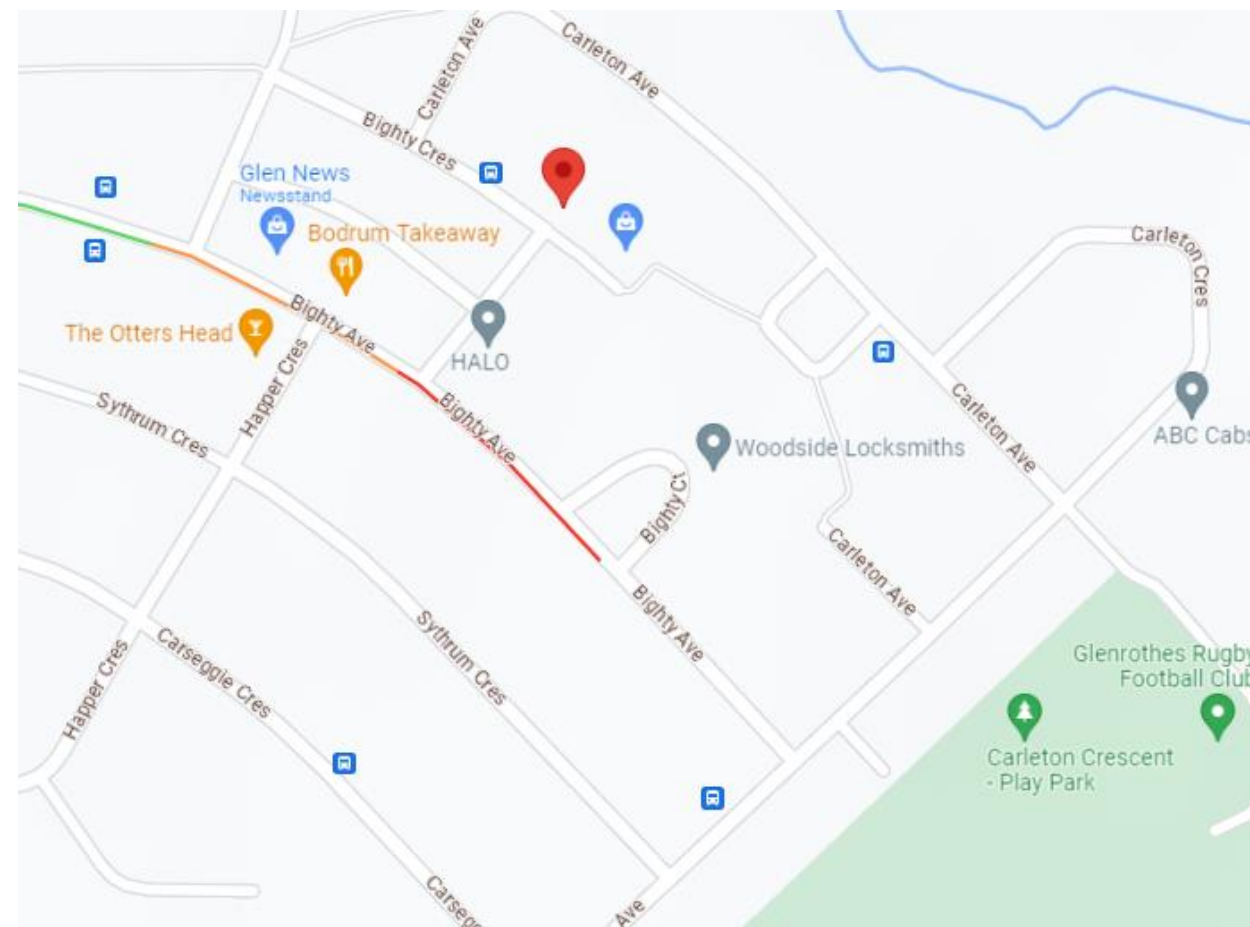 Carleton Ave
Carleton Ave
Bighty Cres
Glen News
Newsstand
Bodrum Takeaway
Carleton Cres
Bighty Ave
The Otters Head
HALO
Happer Cres
Sythrum Cres
Bighty Ave
Carleton Ave
ABC Cabs
Woodside Locksmiths
Bighty Ct
Carleton Ave
Bighty Ave
Sythrum Cres
Carseggie Cres
Happer Cres
Glenrothes Rugby
Football Club
Carleton Crescent
- Play Park
Carsegg
Ave